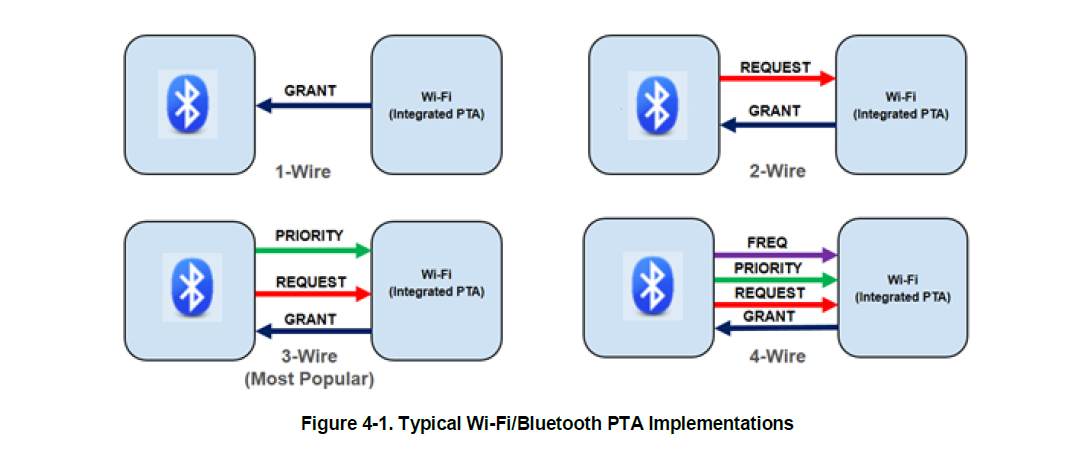 GRANT
Wi-Fi
(Integrated PTA)
1-Wire
REQUEST
GRANT
Wi-Fi
(Integrated PTA)
2-Wire
PRIORITY
REQUEST
GRANT
Wi-Fi
(Integrated PTA)
3-Wire
(Most Popular)
FREQ
PRIORITY
REQUEST
GRANT
Wi-Fi
(Integrated PTA)
4-Wire
Figure 4-1. Typical Wi-Fi/Bluetooth PTA Implementations